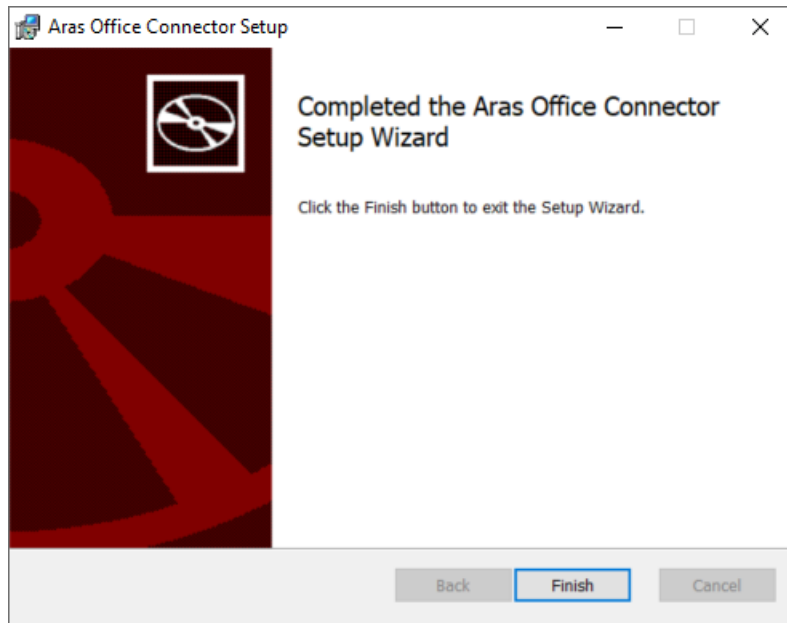 Aras Office Connector Setup
Completed the Aras Office Connector
Setup Wizard
Click the Finish button to exit the Setup Wizard.
Back Finish Cancel